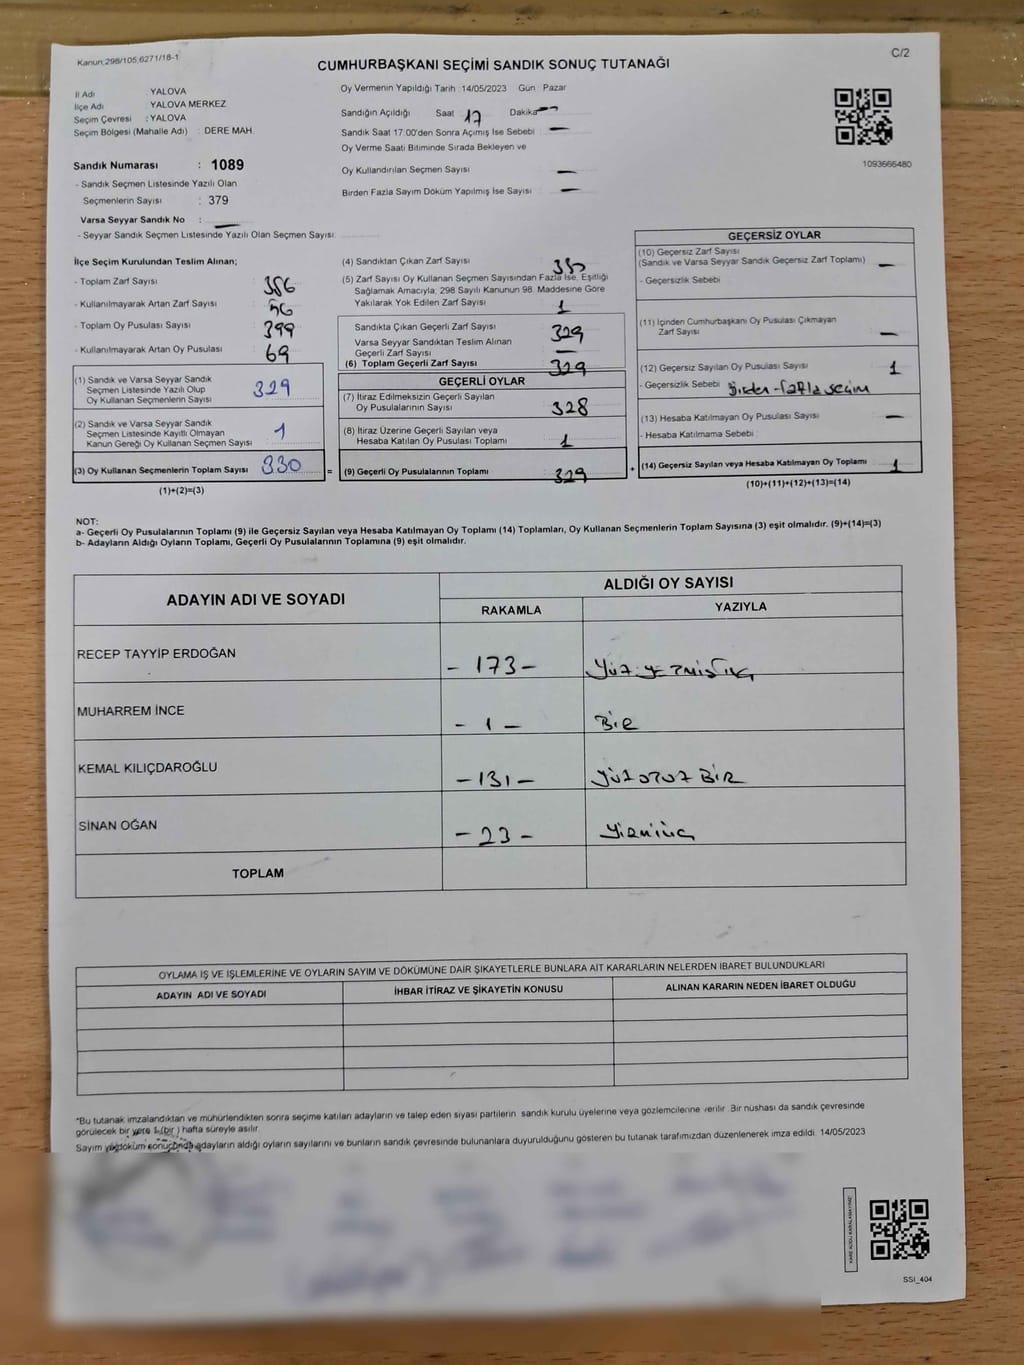 Kanun;298/105,6271/18-1
C/2
CUMHURBAŞKANI SEÇİMİ SANDIK SONUÇ TUTANAĞI
İl Adı : YALOVA
İlçe Adı : YALOVA MERKEZ
Seçim Çevresi : YALOVA
Seçim Bölgesi (Mahalle Adı) : DERE MAH.
Sandık Numarası : 1089
- Sandık Seçmen Listesinde Yazılı Olan
Seçmenlerin Sayısı : 379
Varsa Seyyar Sandık No :
- Seyyar Sandık Seçmen Listesinde Yazılı Olan Seçmen Sayısı:
Oy Vermenin Yapıldığı Tarih : 14/05/2023 Gün : Pazar
Sandığın Açıldığı Saat 17 Dakika —
Sandık Saat 17:00'den Sonra Açımış İse Sebebi —
Oy Verme Saati Bitiminde Sırada Bekleyen ve
Oy Kullandırılan Seçmen Sayısı —
Birden Fazla Sayım Döküm Yapılmış İse Sayısı —
1093666480
İlçe Seçim Kurulundan Teslim Alınan;
- Toplam Zarf Sayısı 386
- Kullanılmayarak Artan Zarf Sayısı 56
- Toplam Oy Pusulası Sayısı 399
- Kullanılmayarak Artan Oy Pusulası 69
(1) Sandık ve Varsa Seyyar Sandık
Seçmen Listesinde Yazılı Olup
Oy Kullanan Seçmenlerin Sayısı 329
(2) Sandık ve Varsa Seyyar Sandık
Seçmen Listesinde Kayıtlı Olmayan
Kanun Gereği Oy Kullanan Seçmen Sayısı 1
(3) Oy Kullanan Seçmenlerin Toplam Sayısı 330 =
(1)+(2)=(3)
(4) Sandıktan Çıkan Zarf Sayısı 330
(5) Zarf Sayısı Oy Kullanan Seçmen Sayısından Fazla İse, Eşitliği
Sağlamak Amacıyla, 298 Sayılı Kanunun 98. Maddesine Göre
Yakılarak Yok Edilen Zarf Sayısı 1
Sandıkta Çıkan Geçerli Zarf Sayısı 329
Varsa Seyyar Sandıktan Teslim Alınan
Geçerli Zarf Sayısı —
(6) Toplam Geçerli Zarf Sayısı 329
GEÇERLİ OYLAR
(7) İtiraz Edilmeksizin Geçerli Sayılan
Oy Pusulalarının Sayısı 328
(8) İtiraz Üzerine Geçerli Sayılan veya
Hesaba Katılan Oy Pusulası Toplamı 1
(9) Geçerli Oy Pusulalarının Toplamı 329 +
GEÇERSİZ OYLAR
(10) Geçersiz Zarf Sayısı
(Sandık ve Varsa Seyyar Sandık Geçersiz Zarf Toplamı) —
- Geçersizlik Sebebi :
(11) İçinden Cumhurbaşkanı Oy Pusulası Çıkmayan
Zarf Sayısı —
(12) Geçersiz Sayılan Oy Pusulası Sayısı 1
- Geçersizlik Sebebi : Birden fazla seçim
(13) Hesaba Katılmayan Oy Pusulası Sayısı —
- Hesaba Katılmama Sebebi :
(14) Geçersiz Sayılan veya Hesaba Katılmayan Oy Toplamı 1
(10)+(11)+(12)+(13)=(14)
NOT:
a- Geçerli Oy Pusulalarının Toplamı (9) ile Geçersiz Sayılan veya Hesaba Katılmayan Oy Toplamı (14) Toplamları, Oy Kullanan Seçmenlerin Toplam Sayısına (3) eşit olmalıdır. (9)+(14)=(3)
b- Adayların Aldığı Oyların Toplamı, Geçerli Oy Pusulalarının Toplamına (9) eşit olmalıdır.
ADAYIN ADI VE SOYADI
ALDIĞI OY SAYISI
RAKAMLA YAZIYLA
RECEP TAYYİP ERDOĞAN - 173 - yüz yetmişüç
MUHARREM İNCE - 1 - Bir
KEMAL KILIÇDAROĞLU - 131 - yüz otuz Bir
SİNAN OĞAN - 23 - yirmiüç
TOPLAM
OYLAMA İŞ VE İŞLEMLERİNE VE OYLARIN SAYIM VE DÖKÜMÜNE DAİR ŞİKAYETLERLE BUNLARA AİT KARARLARIN NELERDEN İBARET BULUNDUKLARI
ADAYIN ADI VE SOYADI İHBAR İTİRAZ VE ŞİKAYETİN KONUSU ALINAN KARARIN NEDEN İBARET OLDUĞU
*Bu tutanak imzalandıktan ve mühürlendikten sonra seçime katılan adayların ve talep eden siyasi partilerin sandık kurulu üyelerine veya gözlemcilerine verilir. Bir nüshası da sandık çevresinde
görülecek bir yere 1 (bir) hafta süreyle asılır.
Sayım ve döküm sonucunda adayların aldığı oyların sayılarını ve bunların sandık çevresinde bulunanlara duyurulduğunu gösteren bu tutanak tarafımızdan düzenlenerek imza edildi. 14/05/2023
KARE KODU KARALAMAYINIZ!
SSI_404